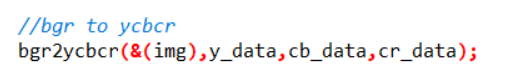 //bgr to ycbcr
bgr2ycbcr(&(img),y_data,cb_data,cr_data);